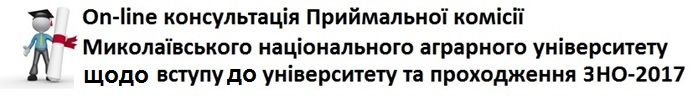 On-line консультація Приймальної комісії
Миколаївського національного аграрного університету
щодо вступу до університету та проходження ЗНО-2017